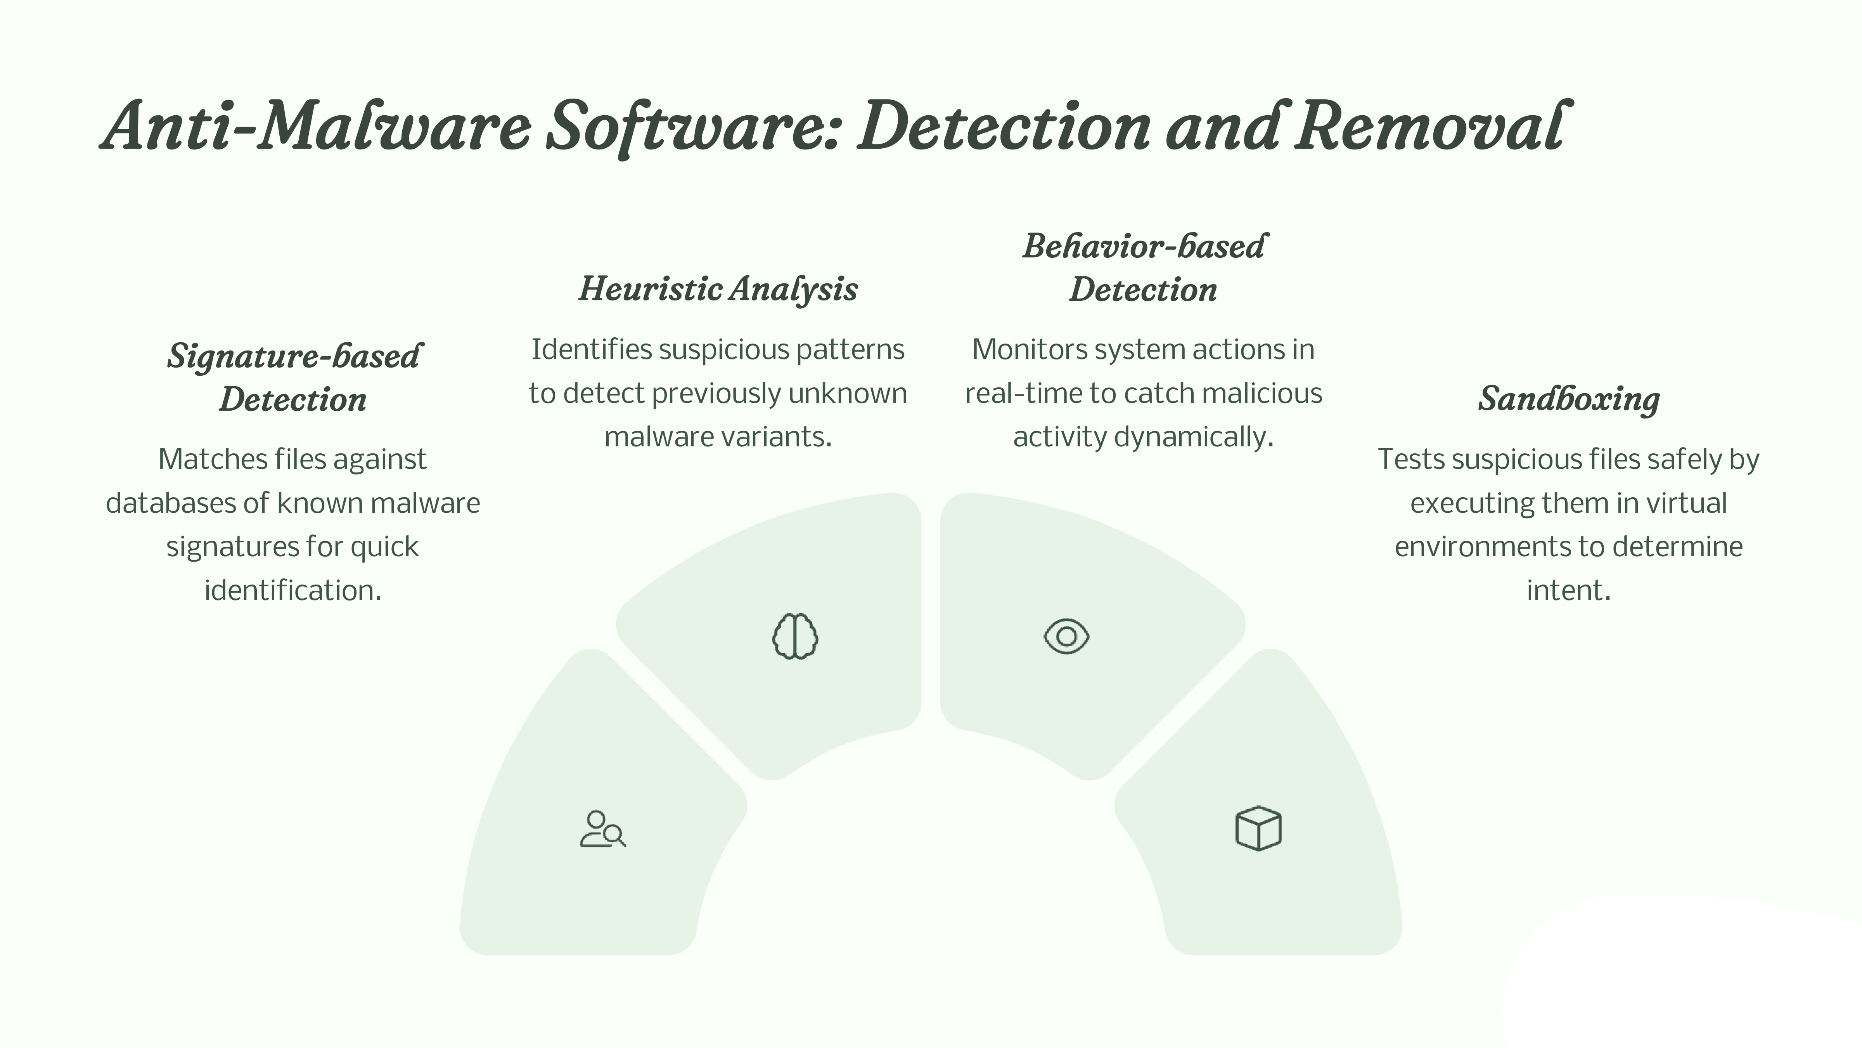 Anti-Malware Software: Detection and Removal
Signature-based
Detection
Matches files against
databases of known malware
signatures for quick
identification.
Heuristic Analysis
Identifies suspicious patterns
to detect previously unknown
malware variants.
Behavior-based
Detection
Monitors system actions in
real-time to catch malicious
activity dynamically.
Sandboxing
Tests suspicious files safely by
executing them in virtual
environments to determine
intent.